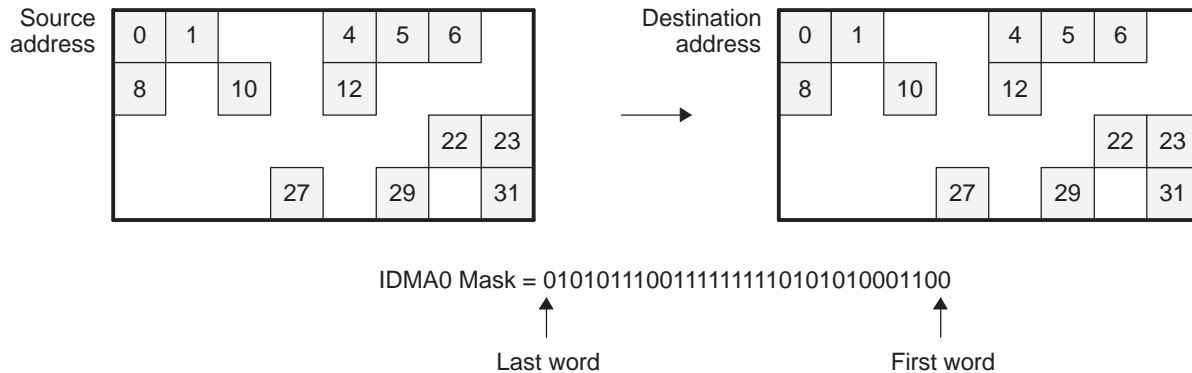 Source
address
0 1 4 5 6
8 10 12
22 23
27 29 31
Destination
address
0 1 4 5 6
8 10 12
22 23
27 29 31
IDMA0 Mask = 01010111001111111110101010001100
Last word
First word